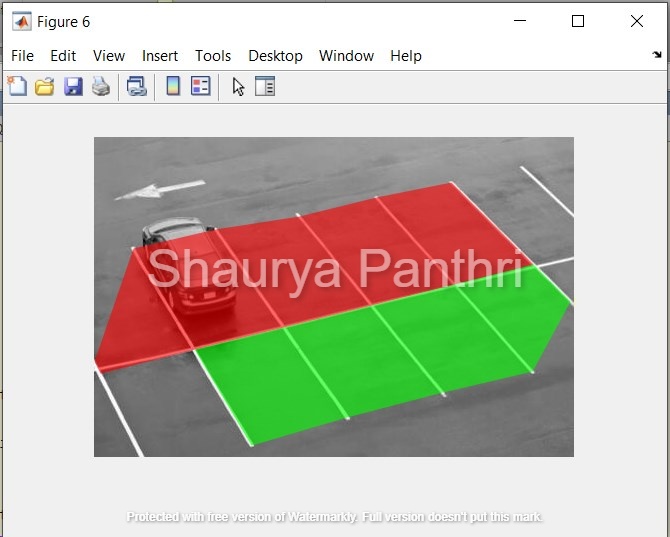 Figure 6
File Edit View Insert Tools Desktop Window Help
Shaurya Panthri
Protected with free version of Watermarkly. Full version doesn't put this mark.